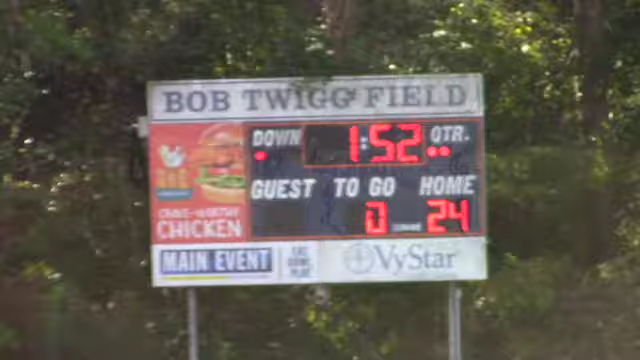 BOB TWIGG FIELD
DOWN 1:52 QTR.
GUEST TO GO HOME
0 24
CHICKEN
MAIN EVENT
VyStar